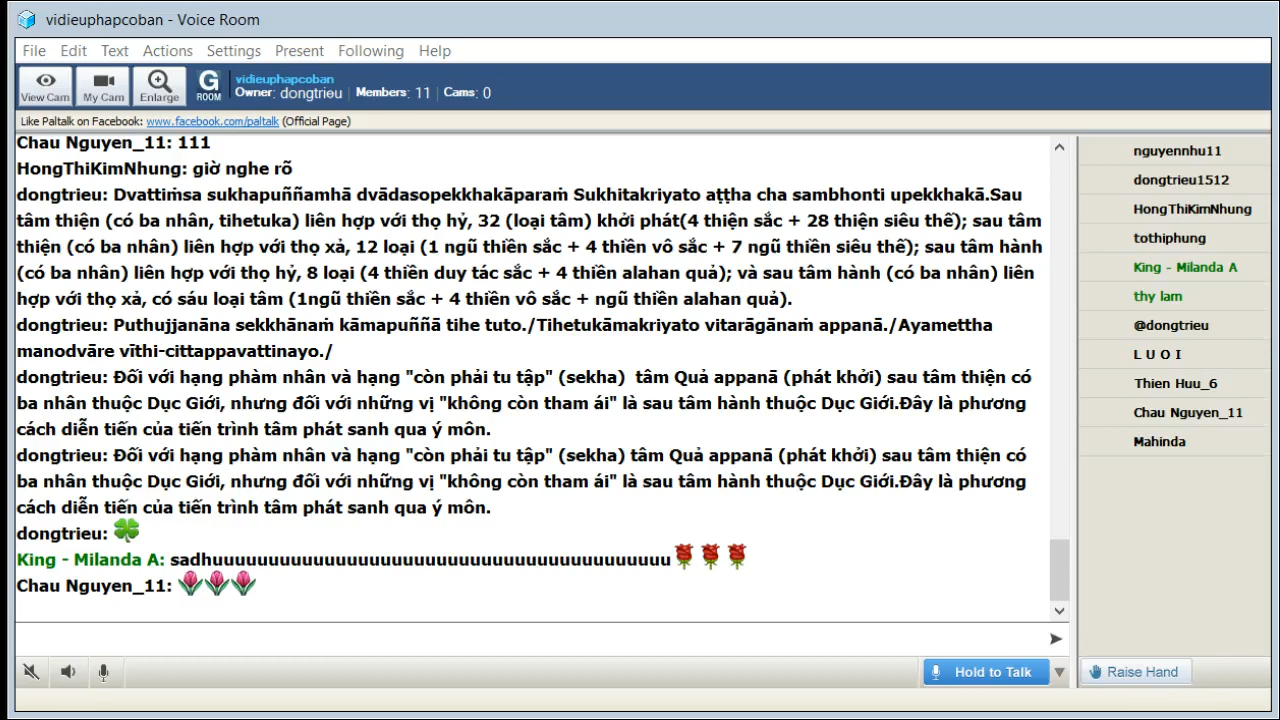 vidieuphapcoban - Voice Room
File Edit Text Actions Settings Present Following Help
View Cam My Cam Enlarge G ROOM
vidieuphapcoban
Owner: dongtrieu Members: 11 Cams: 0
Like Paltalk on Facebook: www.facebook.com/paltalk (Official Page)
Chau Nguyen_11: 111
HongThiKimNhung: giờ nghe rõ
dongtrieu: Dvattiṁsa sukhapuññamhā dvādasopekkhakāparaṁ Sukhitakriyato aṭṭha cha sambhonti upekkhakā.Sau
tâm thiện (có ba nhân, tihetuka) liên hợp với thọ hỷ, 32 (loại tâm) khởi phát(4 thiện sắc + 28 thiện siêu thế); sau tâm
thiện (có ba nhân) liên hợp với thọ xả, 12 loại (1 ngũ thiền sắc + 4 thiền vô sắc + 7 ngũ thiền siêu thế); sau tâm hành
(có ba nhân) liên hợp với thọ hỷ, 8 loại (4 thiền duy tác sắc + 4 thiền alahan quả); và sau tâm hành (có ba nhân) liên
hợp với thọ xả, có sáu loại tâm (1ngũ thiền sắc + 4 thiền vô sắc + ngũ thiền alahan quả).
dongtrieu: Puthujjanāna sekkhānaṁ kāmapuññā tihe tuto./Tihetukāmakriyato vitarāgānaṁ appanā./Ayamettha
manodvāre vīthi-cittappavattinayo./
dongtrieu: Đối với hạng phàm nhân và hạng "còn phải tu tập" (sekha) tâm Quả appanā (phát khởi) sau tâm thiện có
ba nhân thuộc Dục Giới, nhưng đối với những vị "không còn tham ái" là sau tâm hành thuộc Dục Giới.Đây là phương
cách diễn tiến của tiến trình tâm phát sanh qua ý môn.
dongtrieu: Đối với hạng phàm nhân và hạng "còn phải tu tập" (sekha) tâm Quả appanā (phát khởi) sau tâm thiện có
ba nhân thuộc Dục Giới, nhưng đối với những vị "không còn tham ái" là sau tâm hành thuộc Dục Giới.Đây là phương
cách diễn tiến của tiến trình tâm phát sanh qua ý môn.
dongtrieu: 🍀
King - Milanda A: sadhuuuuuuuuuuuuuuuuuuuuuuuuuuuuuuuuuuuuuuuuu🌹🌹🌹
Chau Nguyen_11: 🌷🌷🌷
nguyennhu11
dongtrieu1512
HongThiKimNhung
tothiphung
King - Milanda A
thy lam
@dongtrieu
L U O I
Thien Huu_6
Chau Nguyen_11
Mahinda
Hold to Talk
Raise Hand